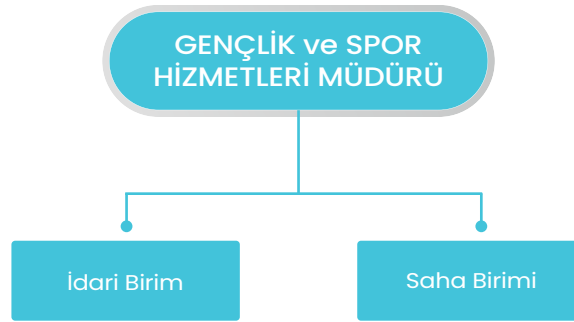 GENÇLİK ve SPOR
HİZMETLERİ MÜDÜRÜ
İdari Birim
Saha Birimi